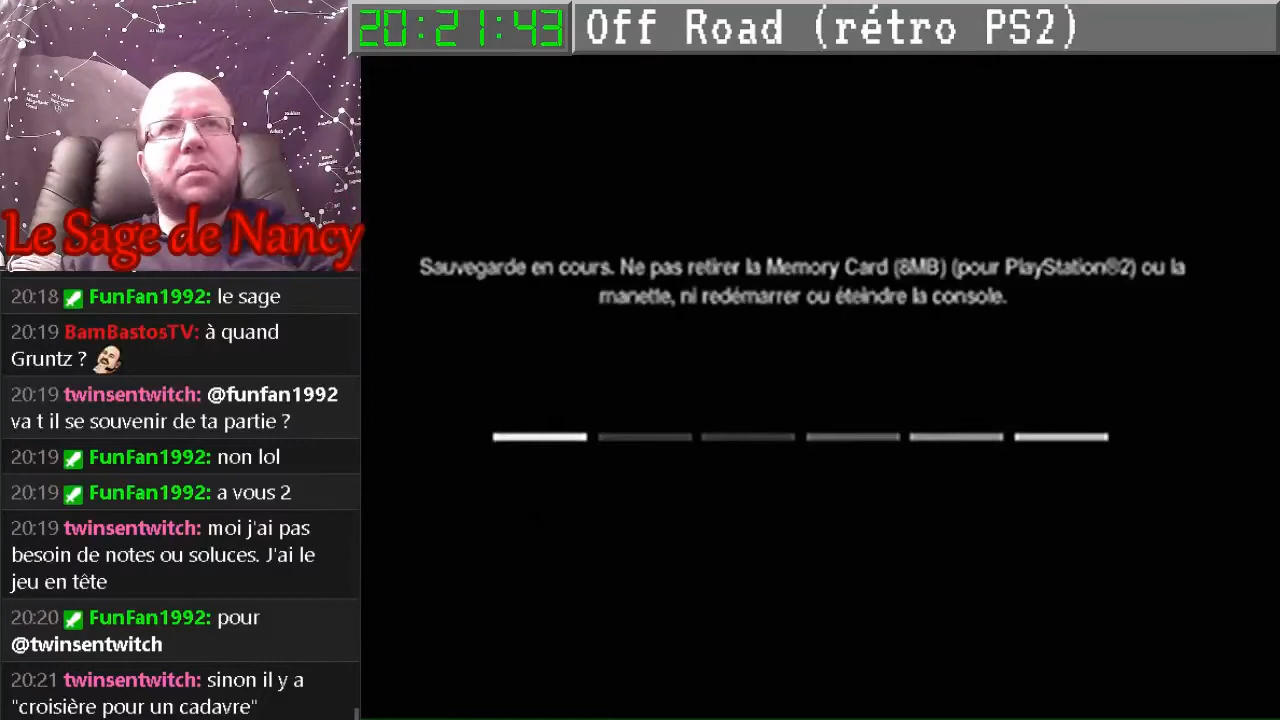 20:21:43 Off Road (rétro PS2)
Le Sage de Nancy
Sauvegarde en cours. Ne pas retirer la Memory Card (8MB) (pour PlayStation®2) ou la
manette, ni redémarrer ou éteindre la console.
20:18 FunFan1992: le sage
20:19 BamBastosTV: à quand
Gruntz ?
20:19 twinsentwitch: @funfan1992
va t il se souvenir de ta partie ?
20:19 FunFan1992: non lol
20:19 FunFan1992: a vous 2
20:19 twinsentwitch: moi j'ai pas
besoin de notes ou soluces. J'ai le
jeu en tête
20:20 FunFan1992: pour
@twinsentwitch
20:21 twinsentwitch: sinon il y a
"croisière pour un cadavre"